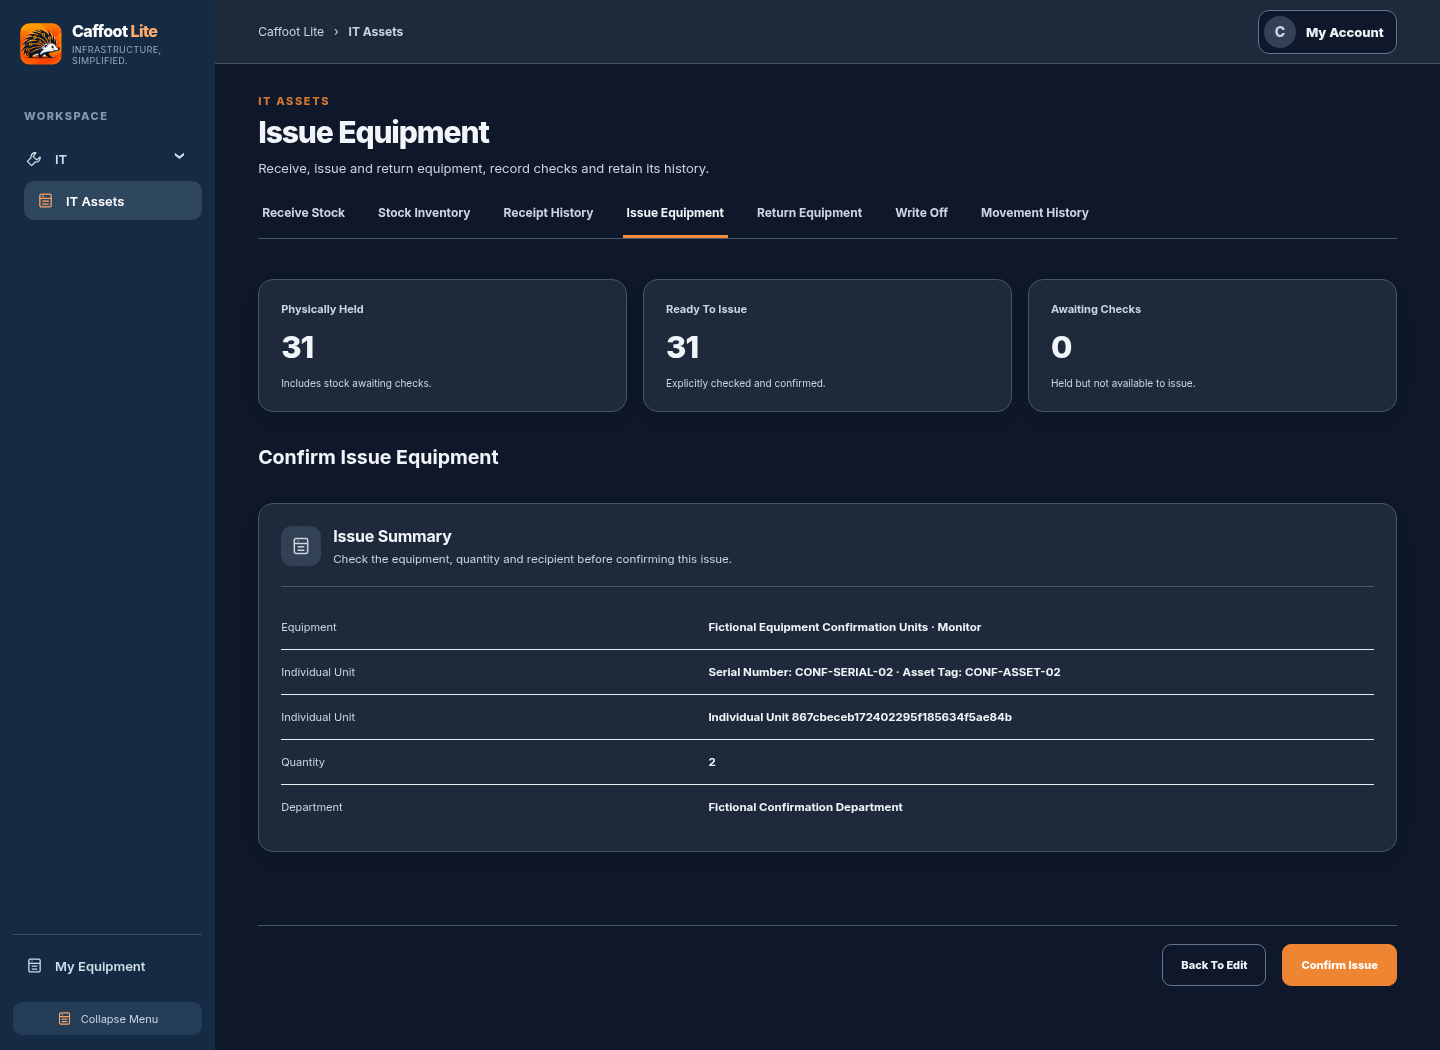 Caffoot Lite
INFRASTRUCTURE,
SIMPLIFIED.
WORKSPACE
IT
IT Assets
My Equipment
Collapse Menu
Caffoot Lite › IT Assets
C My Account
IT ASSETS
Issue Equipment
Receive, issue and return equipment, record checks and retain its history.
Receive Stock Stock Inventory Receipt History Issue Equipment Return Equipment Write Off Movement History
Physically Held
31
Includes stock awaiting checks.
Ready To Issue
31
Explicitly checked and confirmed.
Awaiting Checks
0
Held but not available to issue.
Confirm Issue Equipment
Issue Summary
Check the equipment, quantity and recipient before confirming this issue.
Equipment Fictional Equipment Confirmation Units · Monitor
Individual Unit Serial Number: CONF-SERIAL-02 · Asset Tag: CONF-ASSET-02
Individual Unit Individual Unit 867cbeceb172402295f185634f5ae84b
Quantity 2
Department Fictional Confirmation Department
Back To Edit Confirm Issue